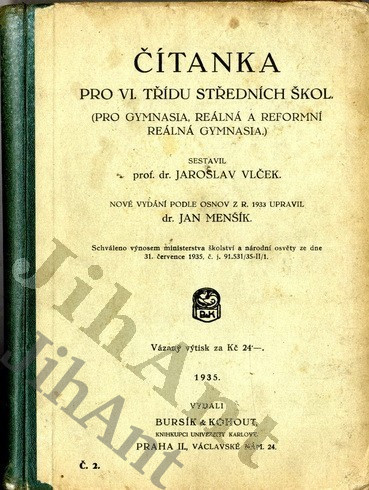 ČÍTANKA
PRO VI. TŘÍDU STŘEDNÍCH ŠKOL.
(PRO GYMNASIA, REÁLNÁ A REFORMNÍ
REÁLNÁ GYMNASIA.)
SESTAVIL
prof. dr. JAROSLAV VLČEK.
NOVÉ VYDÁNÍ PODLE OSNOV Z R. 1933 UPRAVIL
dr. JAN MENŠÍK.
Schváleno výnosem ministerstva školství a národní osvěty ze dne
31. července 1935, č. j. 91.531/35-II/1.
B&K
Vázaný výtisk za Kč 24·—.
1935.
VYDALI
BURSÍK & KOHOUT,
KNIHKUPCI UNIVERSITY KARLOVY,
PRAHA II., VÁCLAVSKÉ NÁM. 24.
Č. 2.
JihAnt
JihAnt